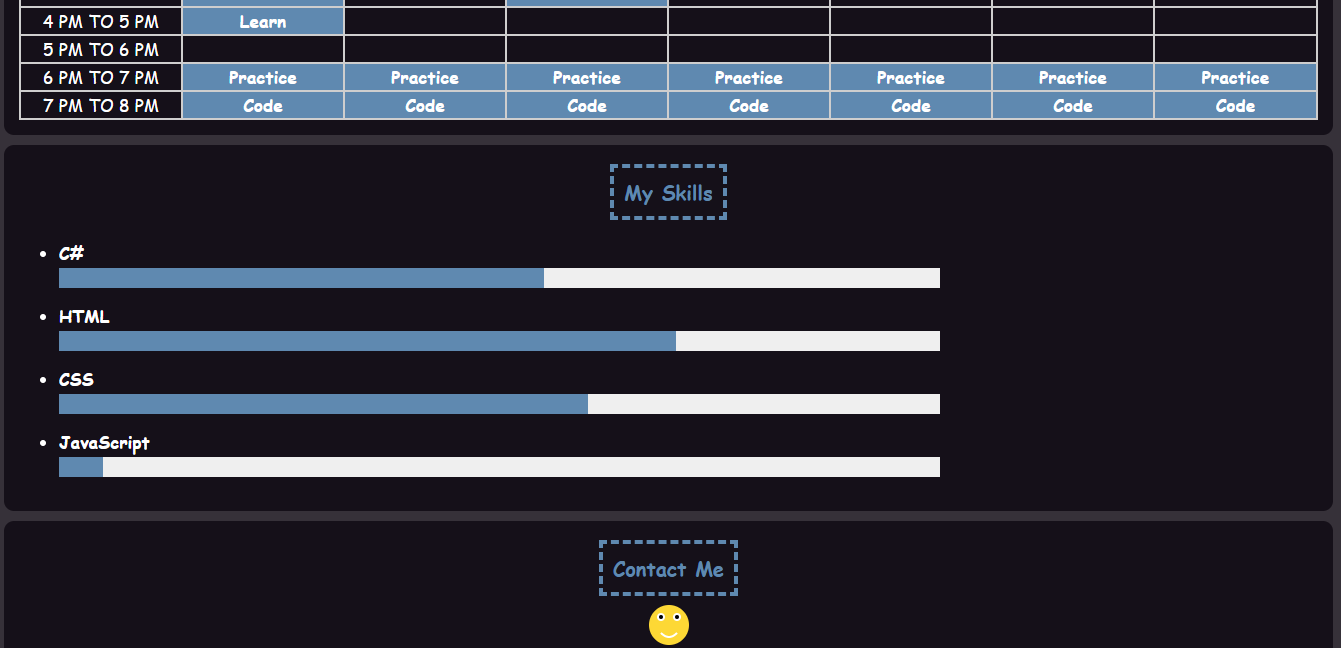 4 PM TO 5 PM Learn
5 PM TO 6 PM
6 PM TO 7 PM Practice Practice Practice Practice Practice Practice Practice
7 PM TO 8 PM Code Code Code Code Code Code Code
My Skills
C#
HTML
CSS
JavaScript
Contact Me